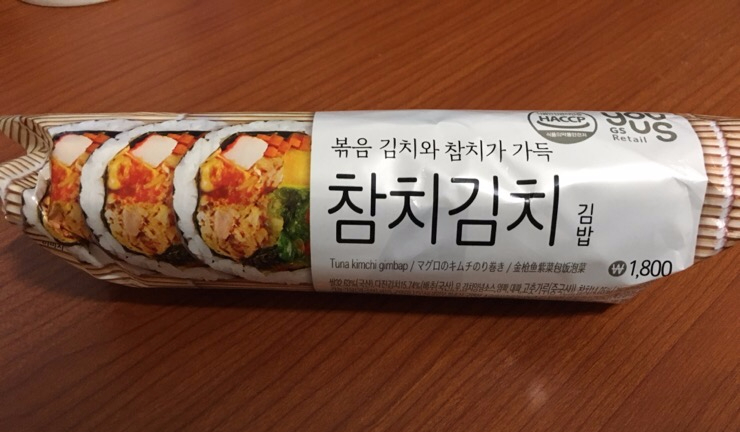 HACCP
YOU
US
GS
Retail
볶음 김치와 참치가 가득
참치김치
김밥
Tuna kimchi gimbap / マグロのキムチのり巻き / 金枪鱼紫菜包饭泡菜
₩1,800